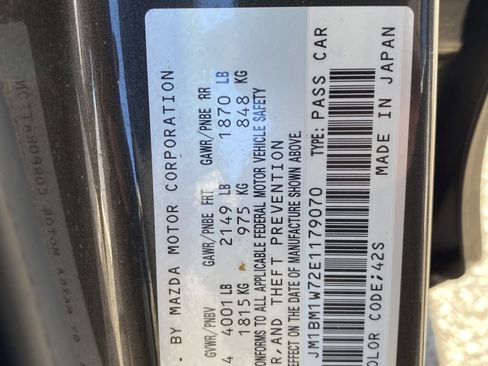 . BY MAZDA MOTOR CORPORATION
GVWR/PNBV GAWR/PNBE FRT GAWR/PNBE RR
4 4001 LB 2149 LB 1870 LB
1815 KG 975 KG 848 KG
CONFORMS TO ALL APPLICABLE FEDERAL MOTOR VEHICLE SAFETY
R,AND THEFT PREVENTION
EFFECT ON THE DATE OF MANUFACTURE SHOWN ABOVE.
JM1BM1W72E1179070 TYPE: PASS CAR
OLOR CODE:42S MADE IN JAPAN